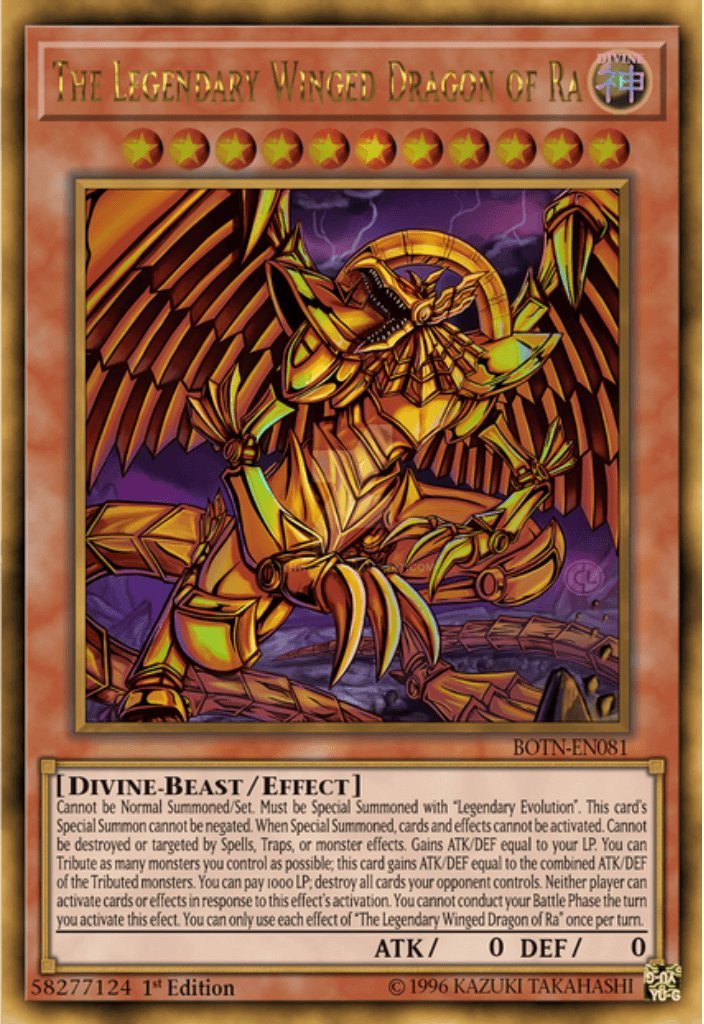 The Legendary Winged Dragon of Ra
DIVINE
神
CL
BOTN-EN081
[Divine-Beast/Effect]
Cannot be Normal Summoned/Set. Must be Special Summoned with “Legendary Evolution”. This card's
Special Summon cannot be negated. When Special Summoned, cards and effects cannot be activated. Cannot
be destroyed or targeted by Spells, Traps, or monster effects. Gains ATK/DEF equal to your LP. You can
Tribute as many monsters you control as possible; this card gains ATK/DEF equal to the combined ATK/DEF
of the Tributed monsters. You can pay 1000 LP; destroy all cards your opponent controls. Neither player can
activate cards or effects in response to this effect's activation. You cannot conduct your Battle Phase the turn
you activate this efect. You can only use each effect of “The Legendary Winged Dragon of Ra” once per turn.
ATK/ 0 DEF/ 0
58277124 1st Edition ©1996 KAZUKI TAKAHASHI